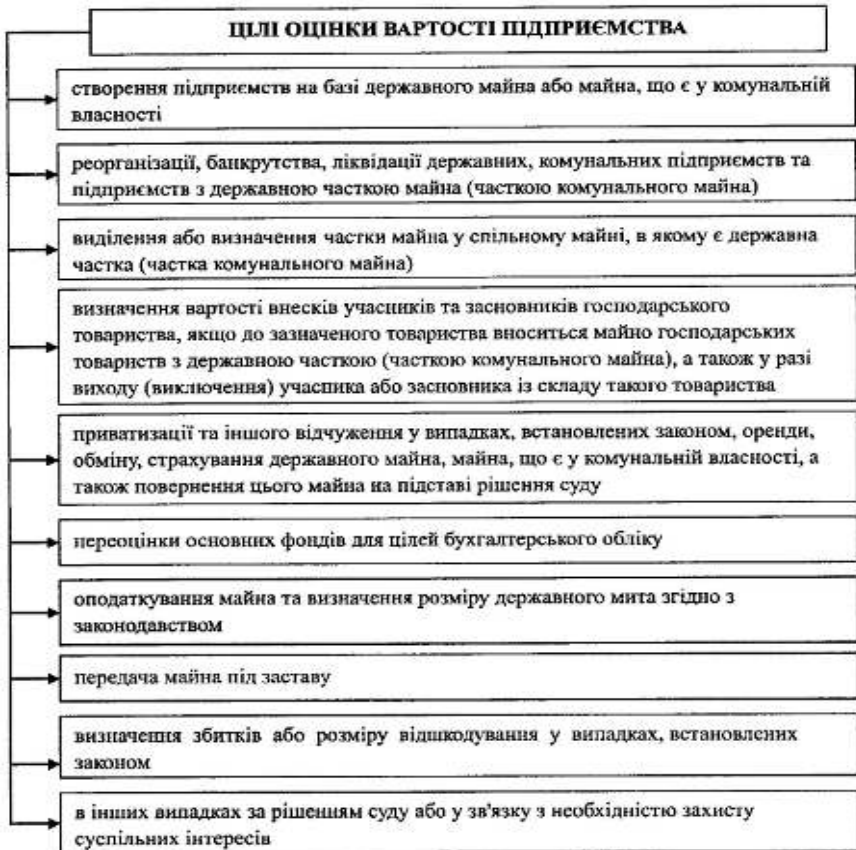 ЦІЛІ ОЦІНКИ ВАРТОСТІ ПІДПРИЄМСТВА
створення підприємств на базі державного майна або майна, що є у комунальній
власності
реорганізації, банкрутства, ліквідації державних, комунальних підприємств та
підприємств з державною часткою майна (часткою комунального майна)
виділення або визначення частки майна у спільному майні, в якому є державна
частка (частка комунального майна)
визначення вартості внесків учасників та засновників господарського
товариства, якщо до зазначеного товариства вноситься майно господарських
товариств з державною часткою (часткою комунального майна), а також у разі
виходу (виключення) учасника або засновника із складу такого товариства
приватизації та іншого відчуження у випадках, встановлених законом, оренди,
обміну, страхування державного майна, майна, що є у комунальній власності, а
також повернення цього майна на підставі рішення суду
переоцінки основних фондів для цілей бухгалтерського обліку
оподаткування майна та визначення розміру державного мита згідно з
законодавством
передача майна під заставу
визначення збитків або розміру відшкодування у випадках, встановлених
законом
в інших випадках за рішенням суду або у зв'язку з необхідністю захисту
суспільних інтересів